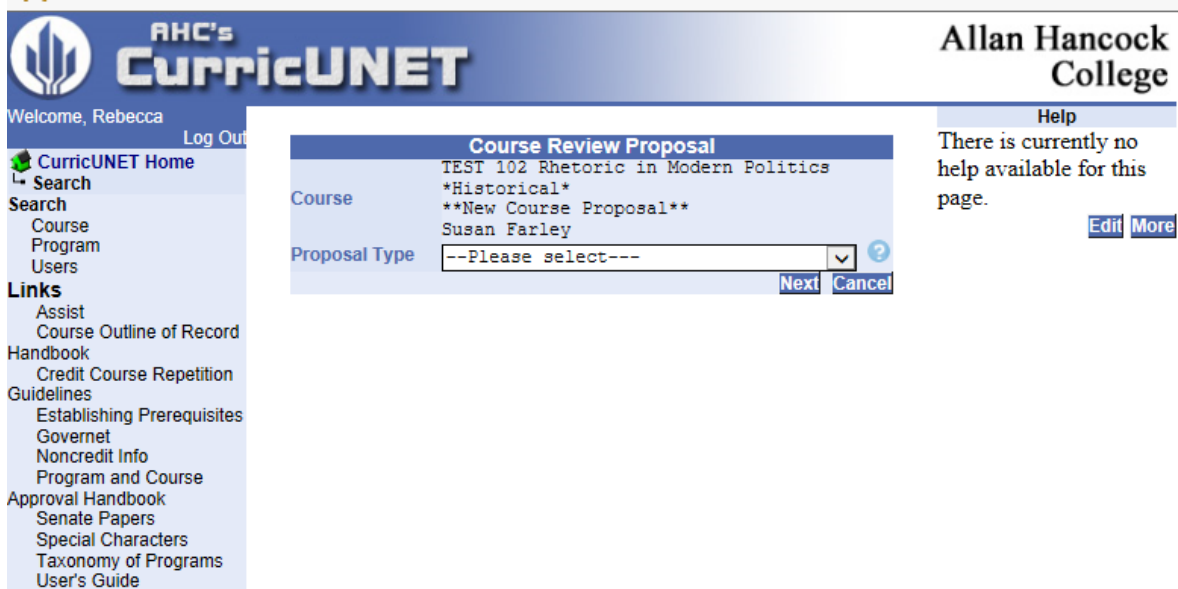 AHC's
CurricUNET
Allan Hancock
College
Welcome, Rebecca
Log Out
CurricUNET Home
Search
Search
Course
Program
Users
Links
Assist
Course Outline of Record
Handbook
Credit Course Repetition
Guidelines
Establishing Prerequisites
Governet
Noncredit Info
Program and Course
Approval Handbook
Senate Papers
Special Characters
Taxonomy of Programs
User's Guide
Course Review Proposal
Course
TEST 102 Rhetoric in Modern Politics
*Historical*
**New Course Proposal**
Susan Farley
Proposal Type
--Please select---
?
Next Cancel
Help
There is currently no
help available for this
page.
Edit More